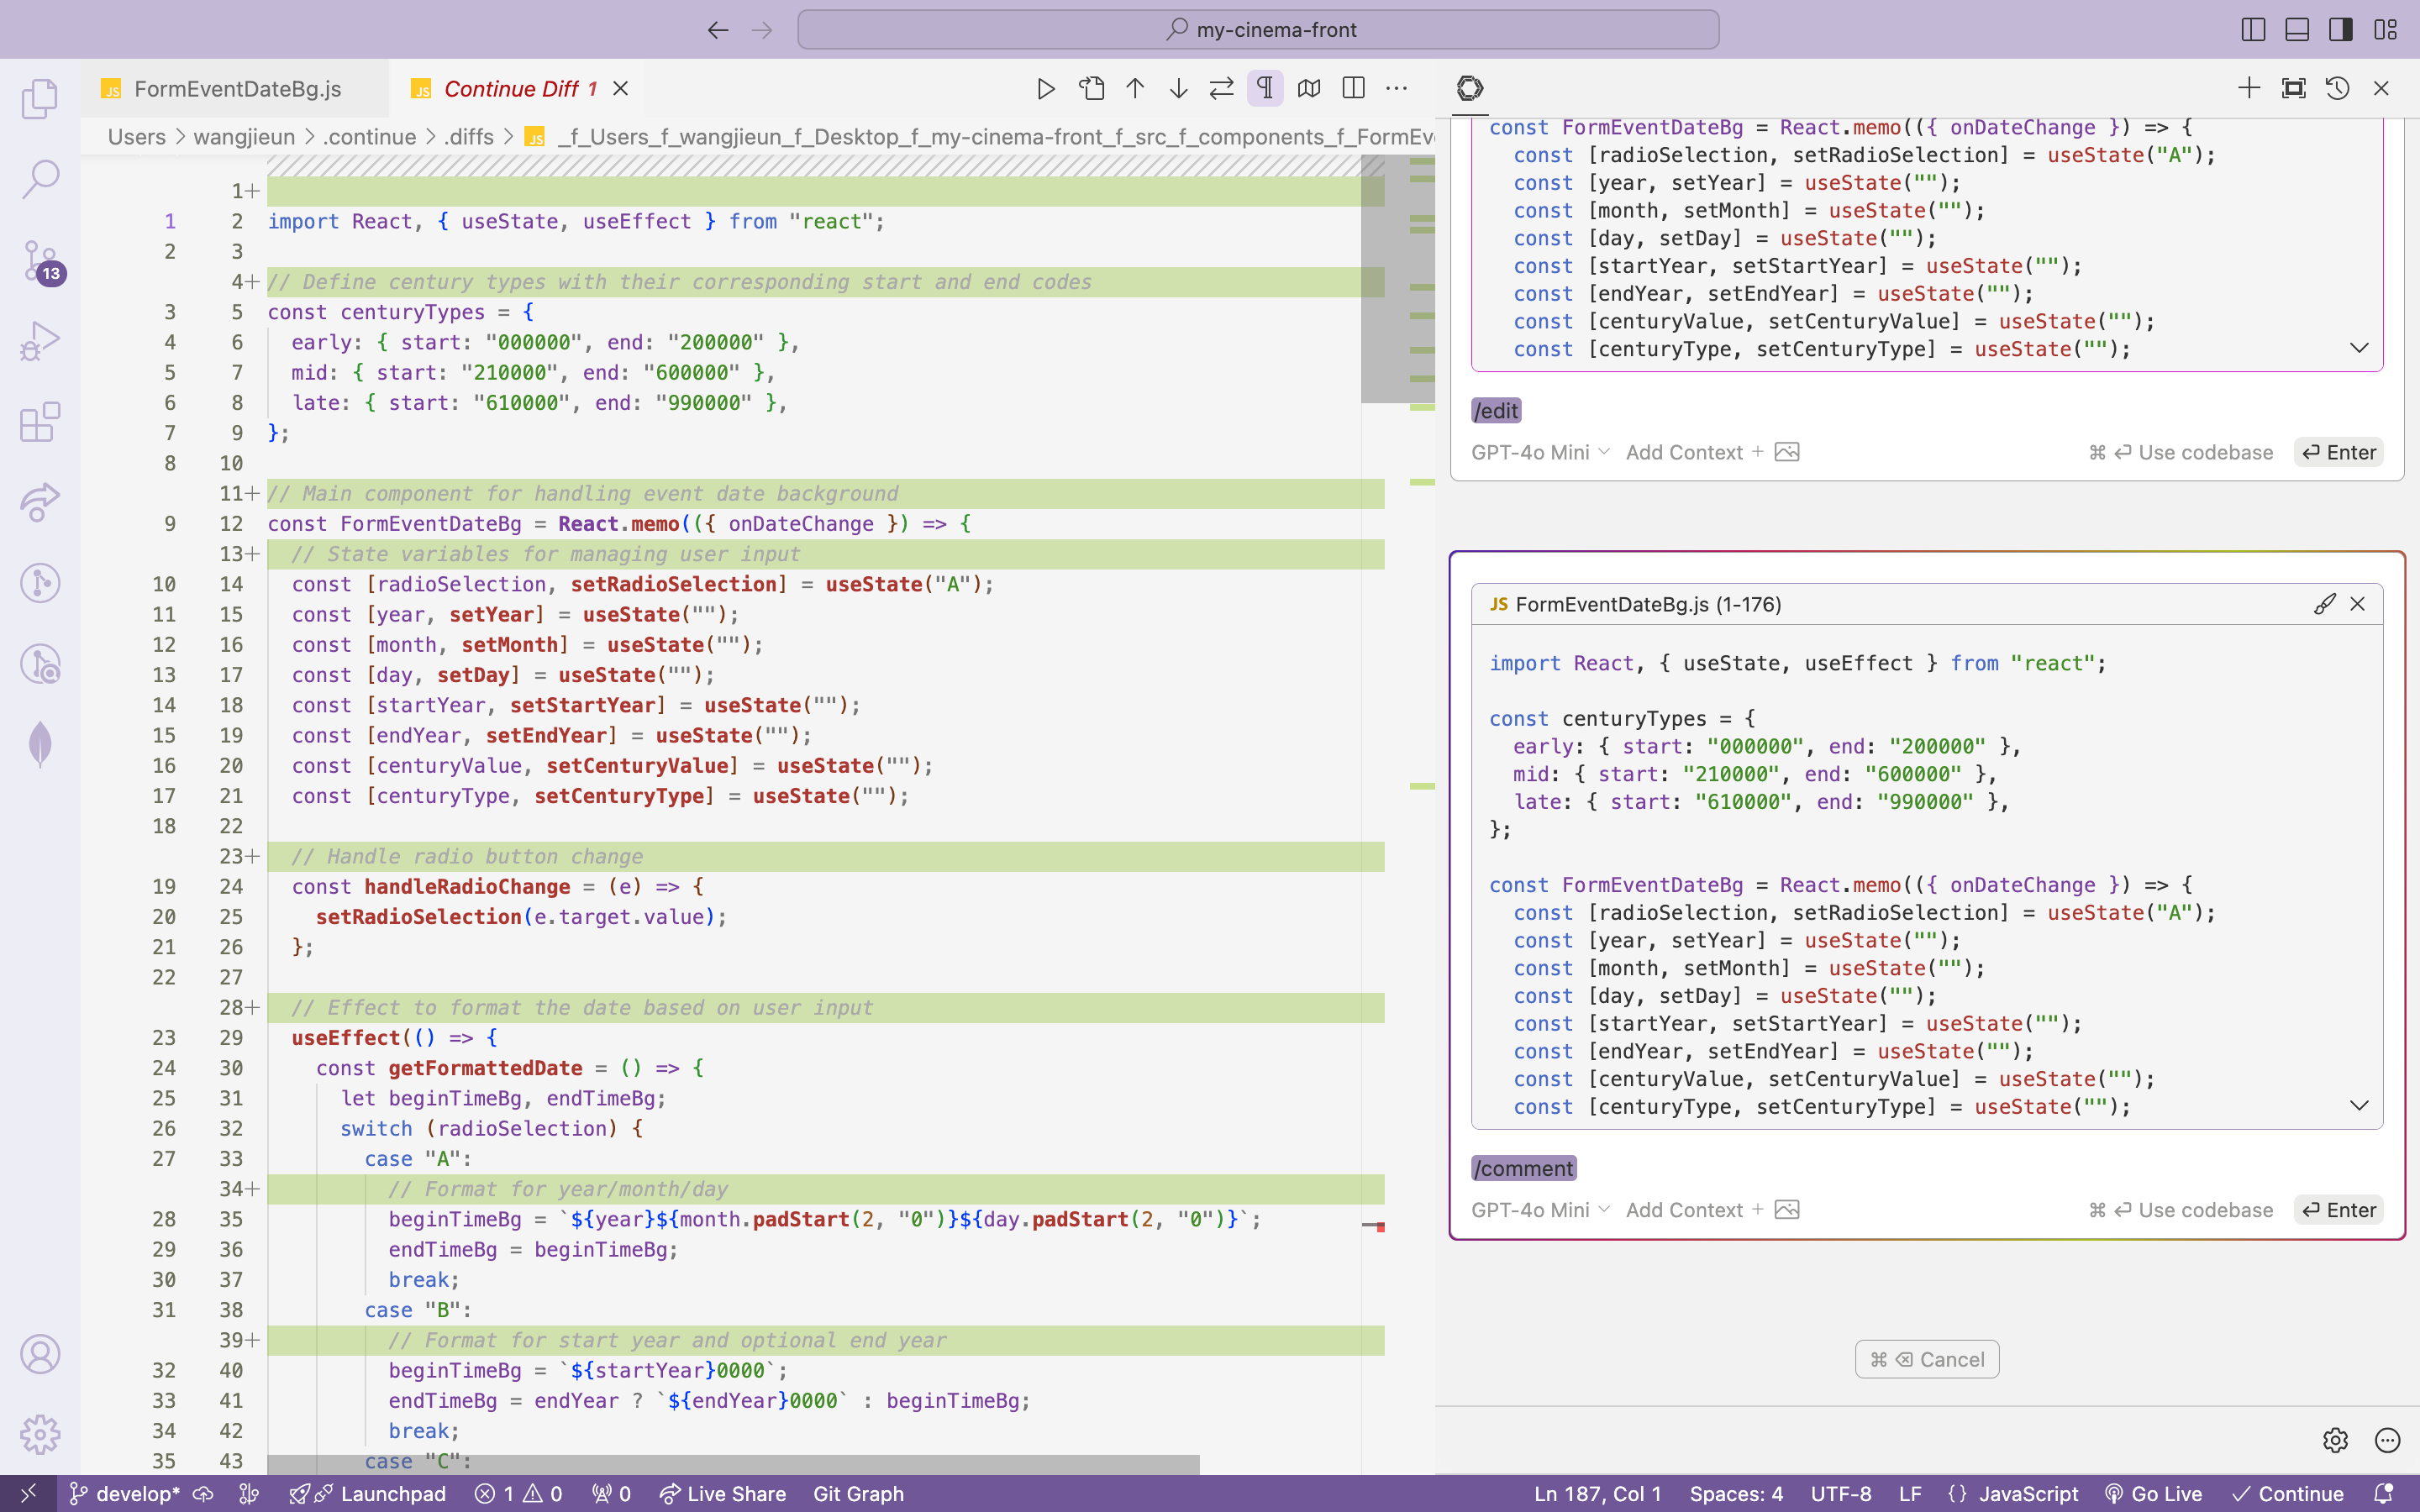 my-cinema-front
JS FormEventDateBg.js
JS Continue Diff 1
Users > wangjieun > .continue > .diffs > JS _f_Users_f_wangjieun_f_Desktop_f_my-cinema-front_f_src_f_components_f_FormEv
13
1+
1 2 import React, { useState, useEffect } from "react";
2 3
4+ // Define century types with their corresponding start and end codes
3 5 const centuryTypes = {
4 6 early: { start: "000000", end: "200000" },
5 7 mid: { start: "210000", end: "600000" },
6 8 late: { start: "610000", end: "990000" },
7 9 };
8 10
11+ // Main component for handling event date background
9 12 const FormEventDateBg = React.memo(({ onDateChange }) => {
13+ // State variables for managing user input
10 14 const [radioSelection, setRadioSelection] = useState("A");
11 15 const [year, setYear] = useState("");
12 16 const [month, setMonth] = useState("");
13 17 const [day, setDay] = useState("");
14 18 const [startYear, setStartYear] = useState("");
15 19 const [endYear, setEndYear] = useState("");
16 20 const [centuryValue, setCenturyValue] = useState("");
17 21 const [centuryType, setCenturyType] = useState("");
18 22
23+ // Handle radio button change
19 24 const handleRadioChange = (e) => {
20 25 setRadioSelection(e.target.value);
21 26 };
22 27
28+ // Effect to format the date based on user input
23 29 useEffect(() => {
24 30 const getFormattedDate = () => {
25 31 let beginTimeBg, endTimeBg;
26 32 switch (radioSelection) {
27 33 case "A":
34+ // Format for year/month/day
28 35 beginTimeBg = `${year}${month.padStart(2, "0")}${day.padStart(2, "0")}`;
29 36 endTimeBg = beginTimeBg;
30 37 break;
31 38 case "B":
39+ // Format for start year and optional end year
32 40 beginTimeBg = `${startYear}0000`;
33 41 endTimeBg = endYear ? `${endYear}0000` : beginTimeBg;
34 42 break;
35 43 case "C":
const FormEventDateBg = React.memo(({ onDateChange }) => {
const [radioSelection, setRadioSelection] = useState("A");
const [year, setYear] = useState("");
const [month, setMonth] = useState("");
const [day, setDay] = useState("");
const [startYear, setStartYear] = useState("");
const [endYear, setEndYear] = useState("");
const [centuryValue, setCenturyValue] = useState("");
const [centuryType, setCenturyType] = useState("");
/edit
GPT-4o Mini Add Context + ⌘ ⏎ Use codebase ⏎ Enter
JS FormEventDateBg.js (1-176)
import React, { useState, useEffect } from "react";
const centuryTypes = {
early: { start: "000000", end: "200000" },
mid: { start: "210000", end: "600000" },
late: { start: "610000", end: "990000" },
};
const FormEventDateBg = React.memo(({ onDateChange }) => {
const [radioSelection, setRadioSelection] = useState("A");
const [year, setYear] = useState("");
const [month, setMonth] = useState("");
const [day, setDay] = useState("");
const [startYear, setStartYear] = useState("");
const [endYear, setEndYear] = useState("");
const [centuryValue, setCenturyValue] = useState("");
const [centuryType, setCenturyType] = useState("");
/comment
GPT-4o Mini Add Context + ⌘ ⏎ Use codebase ⏎ Enter
⌘ ⌫ Cancel
develop* Launchpad 1 0 0 Live Share Git Graph Ln 187, Col 1 Spaces: 4 UTF-8 LF {} JavaScript Go Live ✓ Continue